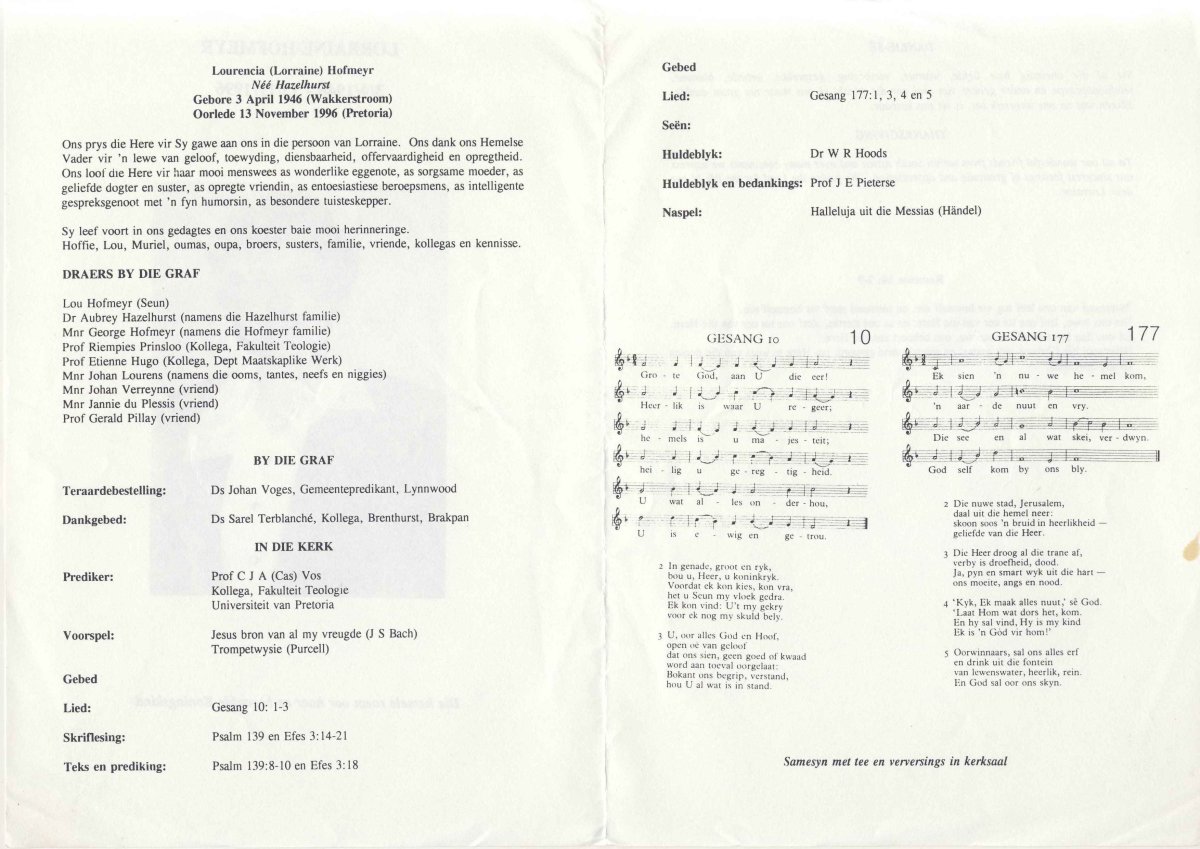 Lourencia (Lorraine) Hofmeyr
Néé Hazelhurst
Gebore 3 April 1946 (Wakkerstroom)
Oorlede 13 November 1996 (Pretoria)
Ons prys die Here vir Sy gawe aan ons in die persoon van Lorraine. Ons dank ons Hemelse
Vader vir 'n lewe van geloof, toewyding, diensbaarheid, offervaardigheid en opregtheid.
Ons loof die Here vir haar mooi menswees as wonderlike eggenote, as sorgsame moeder, as
geliefde dogter en suster, as opregte vriendin, as entoesiastiese beroepsmens, as intelligente
gespreksgenoot met 'n fyn humorsin, as besondere tuisteskepper.
Sy leef voort in ons gedagtes en ons koester baie mooi herinneringe.
Hoffie, Lou, Muriel, oumas, oupa, broers, susters, familie, vriende, kollegas en kennisse.
DRAERS BY DIE GRAF
Lou Hofmeyr (Seun)
Dr Aubrey Hazelhurst (namens die Hazelhurst familie)
Mnr George Hofmeyr (namens die Hofmeyr familie)
Prof Riempies Prinsloo (Kollega, Fakulteit Teologie)
Prof Etienne Hugo (Kollega, Dept Maatskaplike Werk)
Mnr Johan Lourens (namens die ooms, tantes, neefs en niggies)
Mnr Johan Verreynne (vriend)
Mnr Jannie du Plessis (vriend)
Prof Gerald Pillay (vriend)
BY DIE GRAF
Teraardebestelling: Ds Johan Voges, Gemeentepredikant, Lynnwood
Dankgebed: Ds Sarel Terblanché, Kollega, Brenthurst, Brakpan
IN DIE KERK
Prediker: Prof C J A (Cas) Vos
Kollega, Fakulteit Teologie
Universiteit van Pretoria
Voorspel: Jesus bron van al my vreugde (J S Bach)
Trompetwysie (Purcell)
Gebed
Lied: Gesang 10: 1-3
Skriflesing: Psalm 139 en Efes 3:14-21
Teks en prediking: Psalm 139:8-10 en Efes 3:18
Gebed
Lied: Gesang 177:1, 3, 4 en 5
Seën:
Huldeblyk: Dr W R Hoods
Huldeblyk en bedankings: Prof J E Pieterse
Naspel: Halleluja uit die Messias (Händel)
GESANG 10 10
Gro - te God, aan U die eer!
Heer - lik is waar U re - geer;
he - mels is u ma - jes - teit;
hei - lig u ge - reg - tig - heid.
U wat al - les on - der - hou,
U is e - wig en ge - trou.
2 In genade, groot en ryk,
bou u, Heer, u koninkryk.
Voordat ek kon kies, kon vra,
het u Seun my vloek gedra.
Ek kon vind: U't my gekry
voor ek nog my skuld bely.
3 U, oor alles God en Hoof,
open oë van geloof
dat ons sien, geen goed of kwaad
word aan toeval oorgelaat:
Bokant ons begrip, verstand,
hou U al wat is in stand.
GESANG 177 177
Ek sien 'n nu - we he - mel kom,
'n aar - de nuut en vry.
Die see en al wat skei, ver - dwyn.
God self kom by ons bly.
2 Die nuwe stad, Jerusalem,
daal uit die hemel neer:
skoon soos 'n bruid in heerlikheid —
geliefde van die Heer.
3 Die Heer droog al die trane af,
verby is droefheid, dood.
Ja, pyn en smart wyk uit die hart —
ons moeite, angs en nood.
4 'Kyk, Ek maak alles nuut,' sê God.
'Laat Hom wat dors het, kom.
En hy sal vind, Hy is my kind
Ek is 'n Gòd vir hom!'
5 Oorwinnaars, sal ons alles erf
en drink uit die fontein
van lewenswater, heerlik, rein.
En God sal oor ons skyn.
Samesyn met tee en verversings in kerksaal